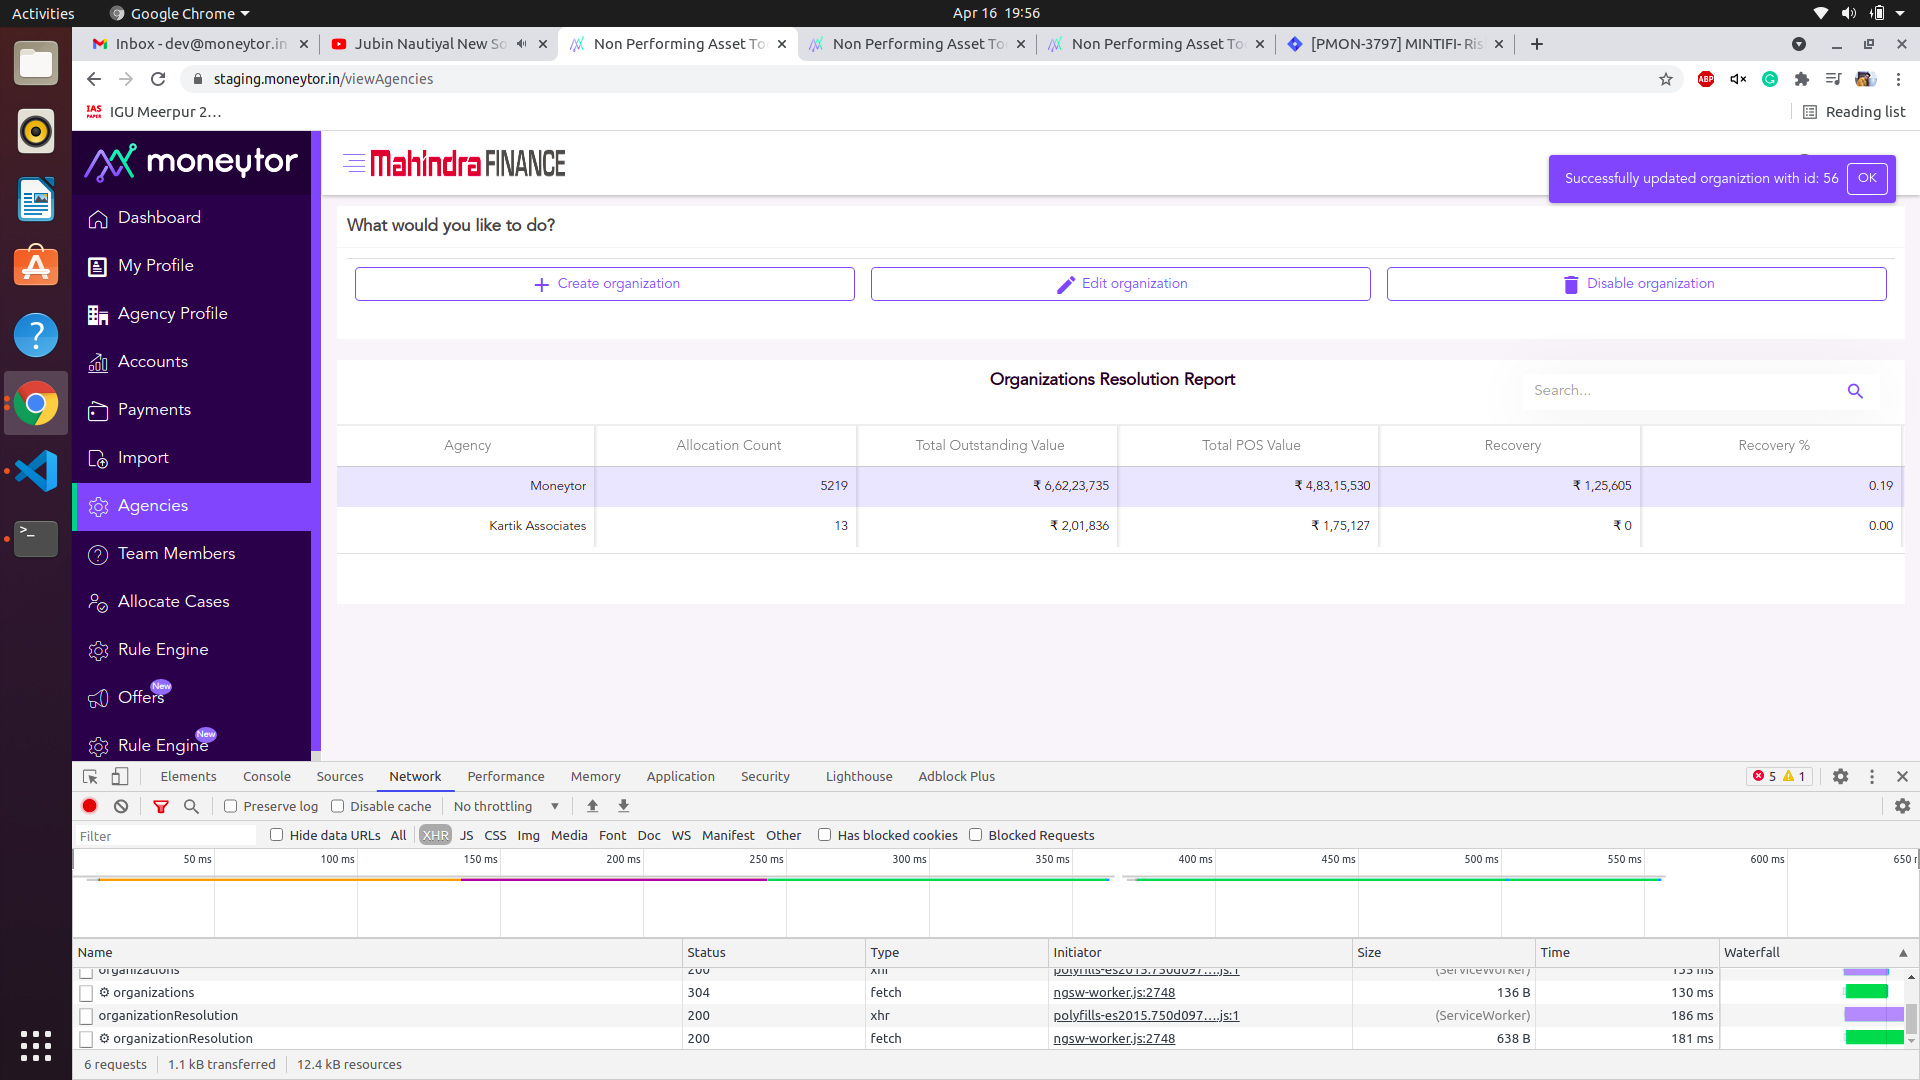 Activities
Google Chrome
Apr 16 19:56
Inbox - dev@moneytor.in
Jubin Nautiyal New So
Non Performing Asset To
Non Performing Asset To
Non Performing Asset To
[PMON-3797] MINTIFI- Ris
staging.moneytor.in/viewAgencies
ABP
IAS PAPER
IGU Meerpur 2...
Reading list
moneytor
Mahindra FINANCE
Successfully updated organiztion with id: 56
OK
Dashboard
My Profile
Agency Profile
Accounts
Payments
Import
Agencies
Team Members
Allocate Cases
Rule Engine
Offers New
Rule Engine New
What would you like to do?
Create organization
Edit organization
Disable organization
Organizations Resolution Report
Search...
Agency Allocation Count Total Outstanding Value Total POS Value Recovery Recovery %
Moneytor 5219 ₹ 6,62,23,735 ₹ 4,83,15,530 ₹ 1,25,605 0.19
Kartik Associates 13 ₹ 2,01,836 ₹ 1,75,127 ₹ 0 0.00
Elements Console Sources Network Performance Memory Application Security Lighthouse Adblock Plus
5 1
Preserve log Disable cache No throttling
Filter
Hide data URLs All XHR JS CSS Img Media Font Doc WS Manifest Other Has blocked cookies Blocked Requests
50 ms 100 ms 150 ms 200 ms 250 ms 300 ms 350 ms 400 ms 450 ms 500 ms 550 ms 600 ms 650
Name Status Type Initiator Size Time Waterfall
organizations 200 xhr polyfills-es2015.750d097....js:1 (ServiceWorker) 133 ms
organizations 304 fetch ngsw-worker.js:2748 136 B 130 ms
organizationResolution 200 xhr polyfills-es2015.750d097....js:1 (ServiceWorker) 186 ms
organizationResolution 200 fetch ngsw-worker.js:2748 638 B 181 ms
6 requests 1.1 kB transferred 12.4 kB resources